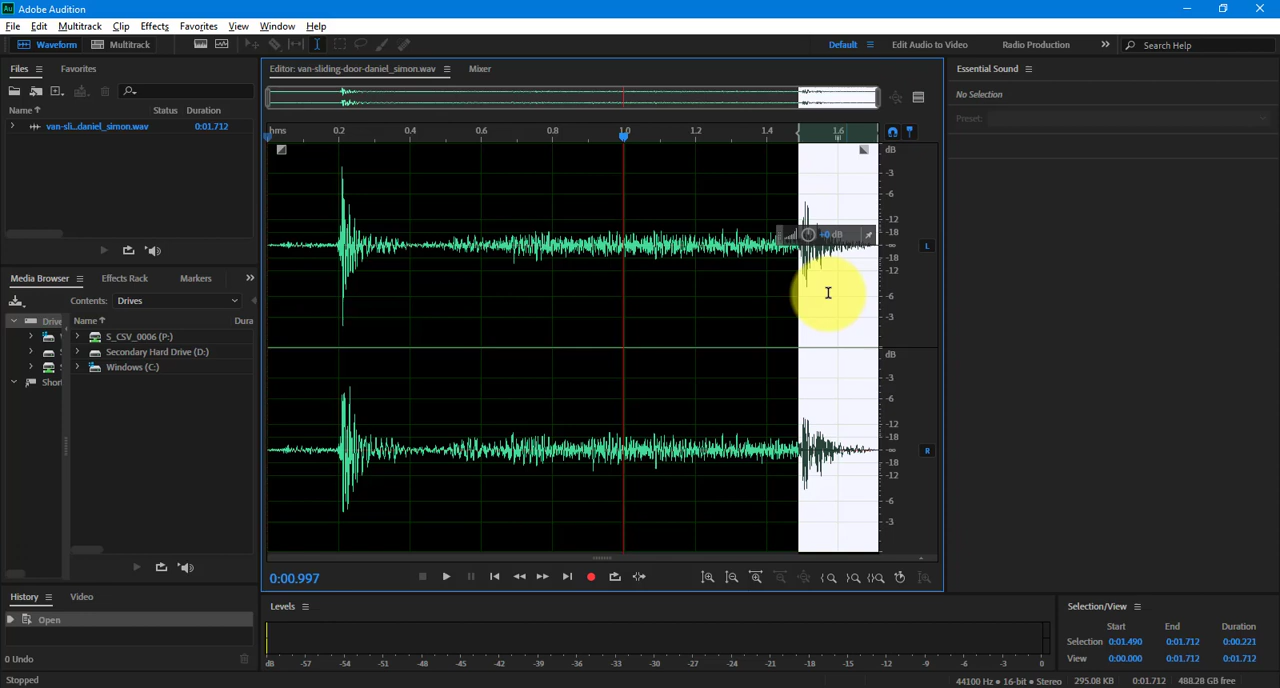 Adobe Audition
File Edit Multitrack Clip Effects Favorites View Window Help
Waveform Multitrack Default Edit Audio to Video Radio Production Search Help
Files Favorites
Name Status Duration
van-sli...daniel_simon.wav 0:01.712
Media Browser Effects Rack Markers
Contents: Drives
Drive Name Dura
S_CSV_0006 (P:)
Secondary Hard Drive (D:)
Windows (C:)
Short
History Video
Open
0 Undo
Stopped
Editor: van-sliding-door-daniel_simon.wav Mixer
hms 0.2 0.4 0.6 0.8 1.0 1.2 1.4 1.6
dB
-3
-6
-12
-18
-∞
-18
-12
-6
-3
L
+0 dB
dB
-3
-6
-12
-18
-∞
-18
-12
-6
-3
R
0:00.997
Levels
dB -57 -54 -51 -48 -45 -42 -39 -36 -33 -30 -27 -24 -21 -18 -15 -12 -9 -6 -3 0
Essential Sound
No Selection
Preset:
Selection/View
Start End Duration
Selection 0:01.490 0:01.712 0:00.221
View 0:00.000 0:01.712 0:01.712
44100 Hz • 16-bit • Stereo 295.08 KB 0:01.712 488.28 GB free